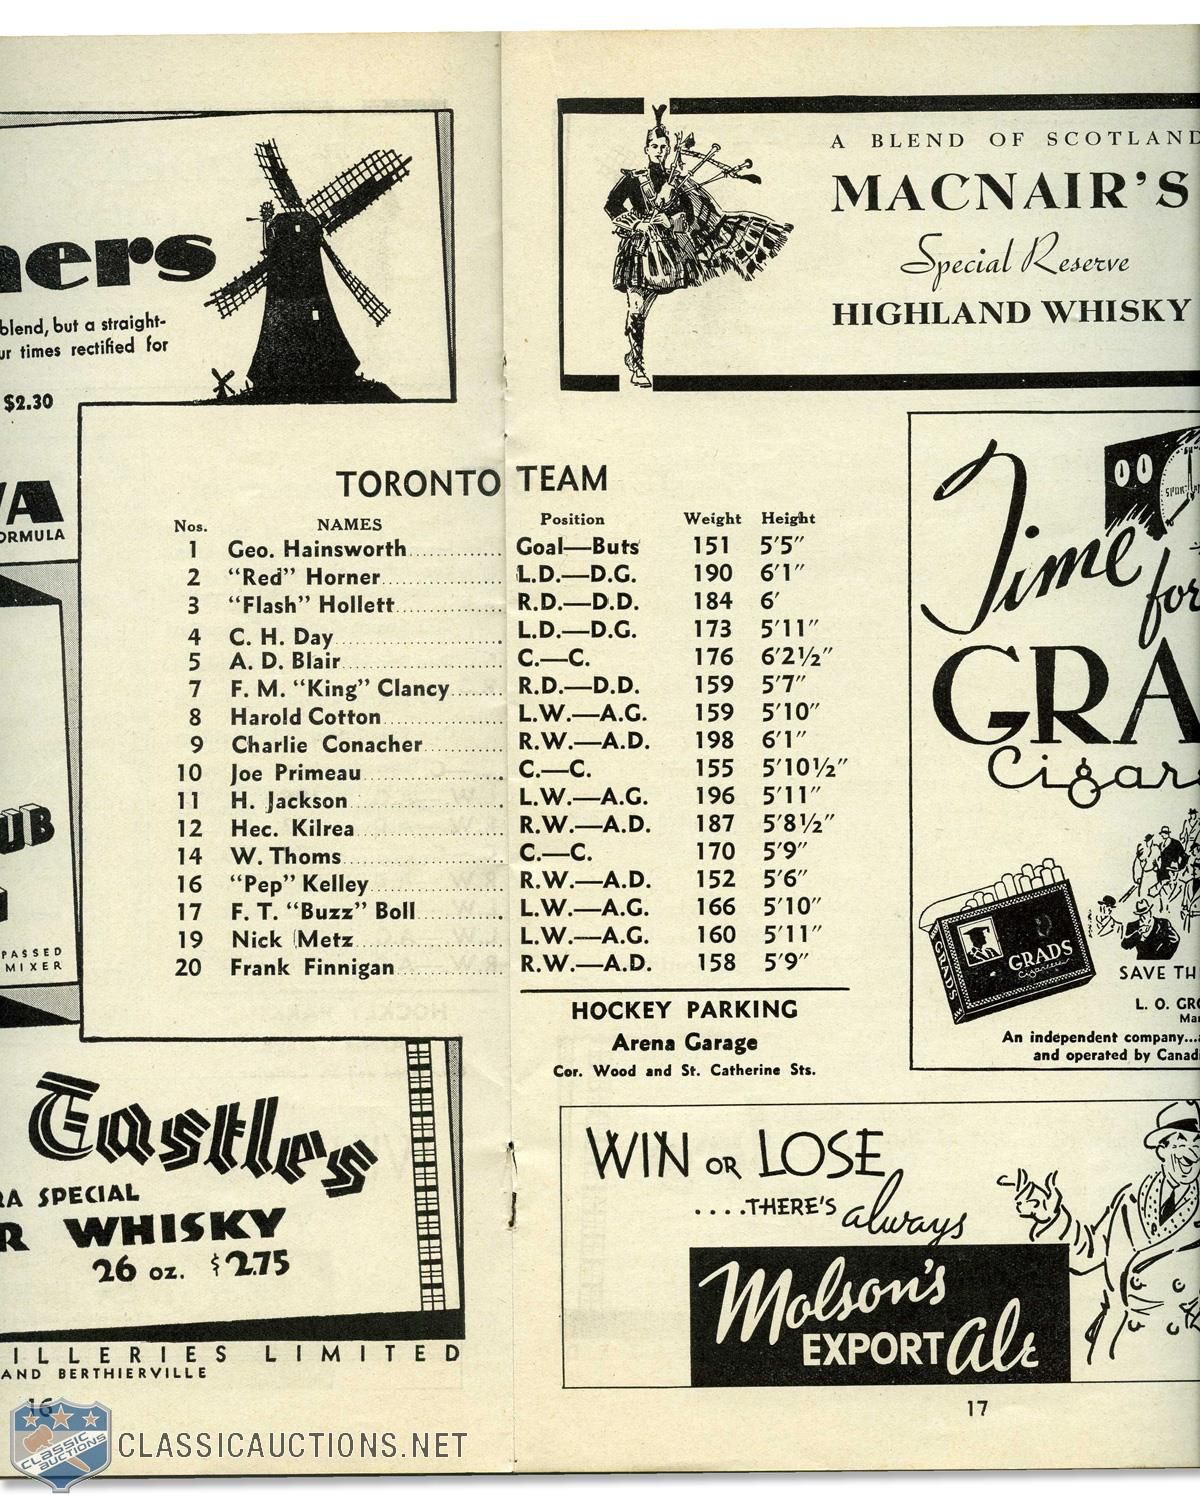 blend, but a straight-
times rectified for
$2.30
FORMULA
PASSED
MIXER
TORONTO TEAM
Nos. NAMES Position Weight Height
1 Geo. Hainsworth Goal—Buts 151 5'5"
2 "Red" Horner L.D.—D.G. 190 6'1"
3 "Flash" Hollett R.D.—D.D. 184 6'
4 C. H. Day L.D.—D.G. 173 5'11"
5 A. D. Blair C.—C. 176 6'2½"
7 F. M. "King" Clancy R.D.—D.D. 159 5'7"
8 Harold Cotton L.W.—A.G. 159 5'10"
9 Charlie Conacher R.W.—A.D. 198 6'1"
10 Joe Primeau C.—C. 155 5'10½"
11 H. Jackson L.W.—A.G. 196 5'11"
12 Hec. Kilrea R.W.—A.D. 187 5'8½"
14 W. Thoms C.—C. 170 5'9"
16 "Pep" Kelley R.W.—A.D. 152 5'6"
17 F. T. "Buzz" Boll L.W.—A.G. 166 5'10"
19 Nick Metz L.W.—A.G. 160 5'11"
20 Frank Finnigan R.W.—A.D. 158 5'9"
HOCKEY PARKING
Arena Garage
Cor. Wood and St. Catherine Sts.
Tastles
SPECIAL
WHISKY
26 oz. $2.75
ILLERIES LIMITED
AND BERTHIERVILLE
16
A BLEND OF SCOTLAND
MACNAIR'S
Special Reserve
HIGHLAND WHISKY
Time
for
GRA
Cigar
GRADS
GRADS
Cigarettes
SAVE TH
L. O. GRO
An independent company...
and operated by Canad
WIN OR LOSE
....THERE'S always
Molson's
EXPORT Ale
17
CLASSIC
AUCTIONS
CLASSICAUCTIONS.NET